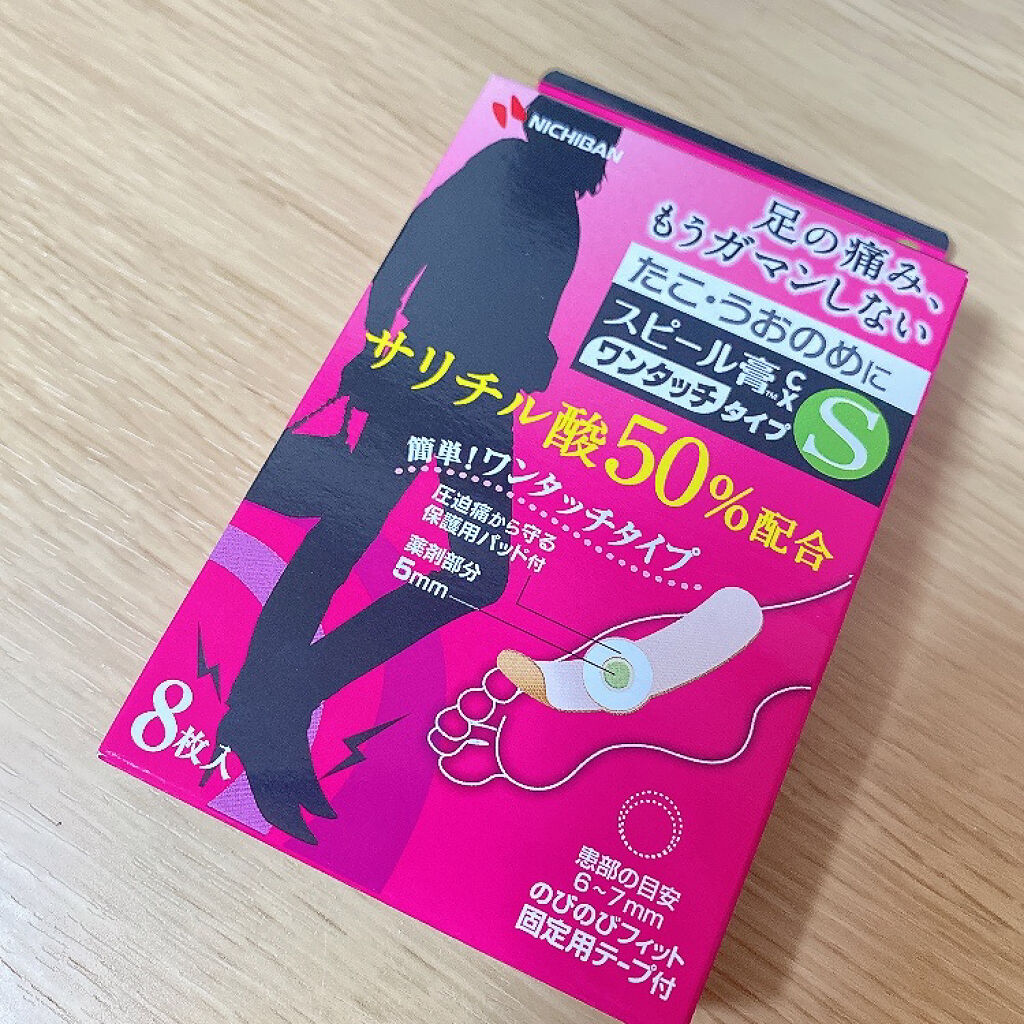 NICHIBAN
足の痛み、
もうガマンしない
たこ・うおのめに
スピール膏™CX
ワンタッチタイプ S
サリチル酸50%配合
簡単!ワンタッチタイプ
圧迫痛から守る
保護用パッド付
薬剤部分
5mm
8枚入
患部の目安
6~7mm
のびのびフィット
固定用テープ付